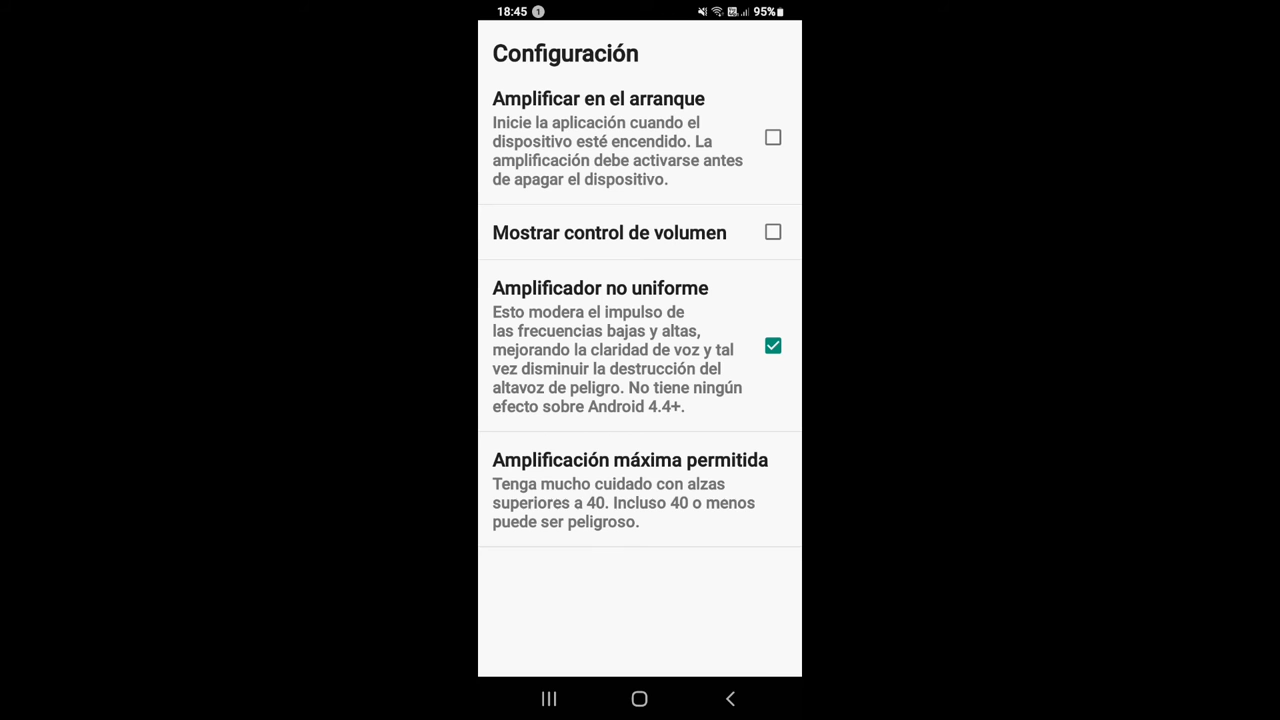 18:45 1 95%
Configuración
Amplificar en el arranque
Inicie la aplicación cuando el
dispositivo esté encendido. La
amplificación debe activarse antes
de apagar el dispositivo.
Mostrar control de volumen
Amplificador no uniforme
Esto modera el impulso de
las frecuencias bajas y altas,
mejorando la claridad de voz y tal
vez disminuir la destrucción del
altavoz de peligro. No tiene ningún
efecto sobre Android 4.4+.
Amplificación máxima permitida
Tenga mucho cuidado con alzas
superiores a 40. Incluso 40 o menos
puede ser peligroso.